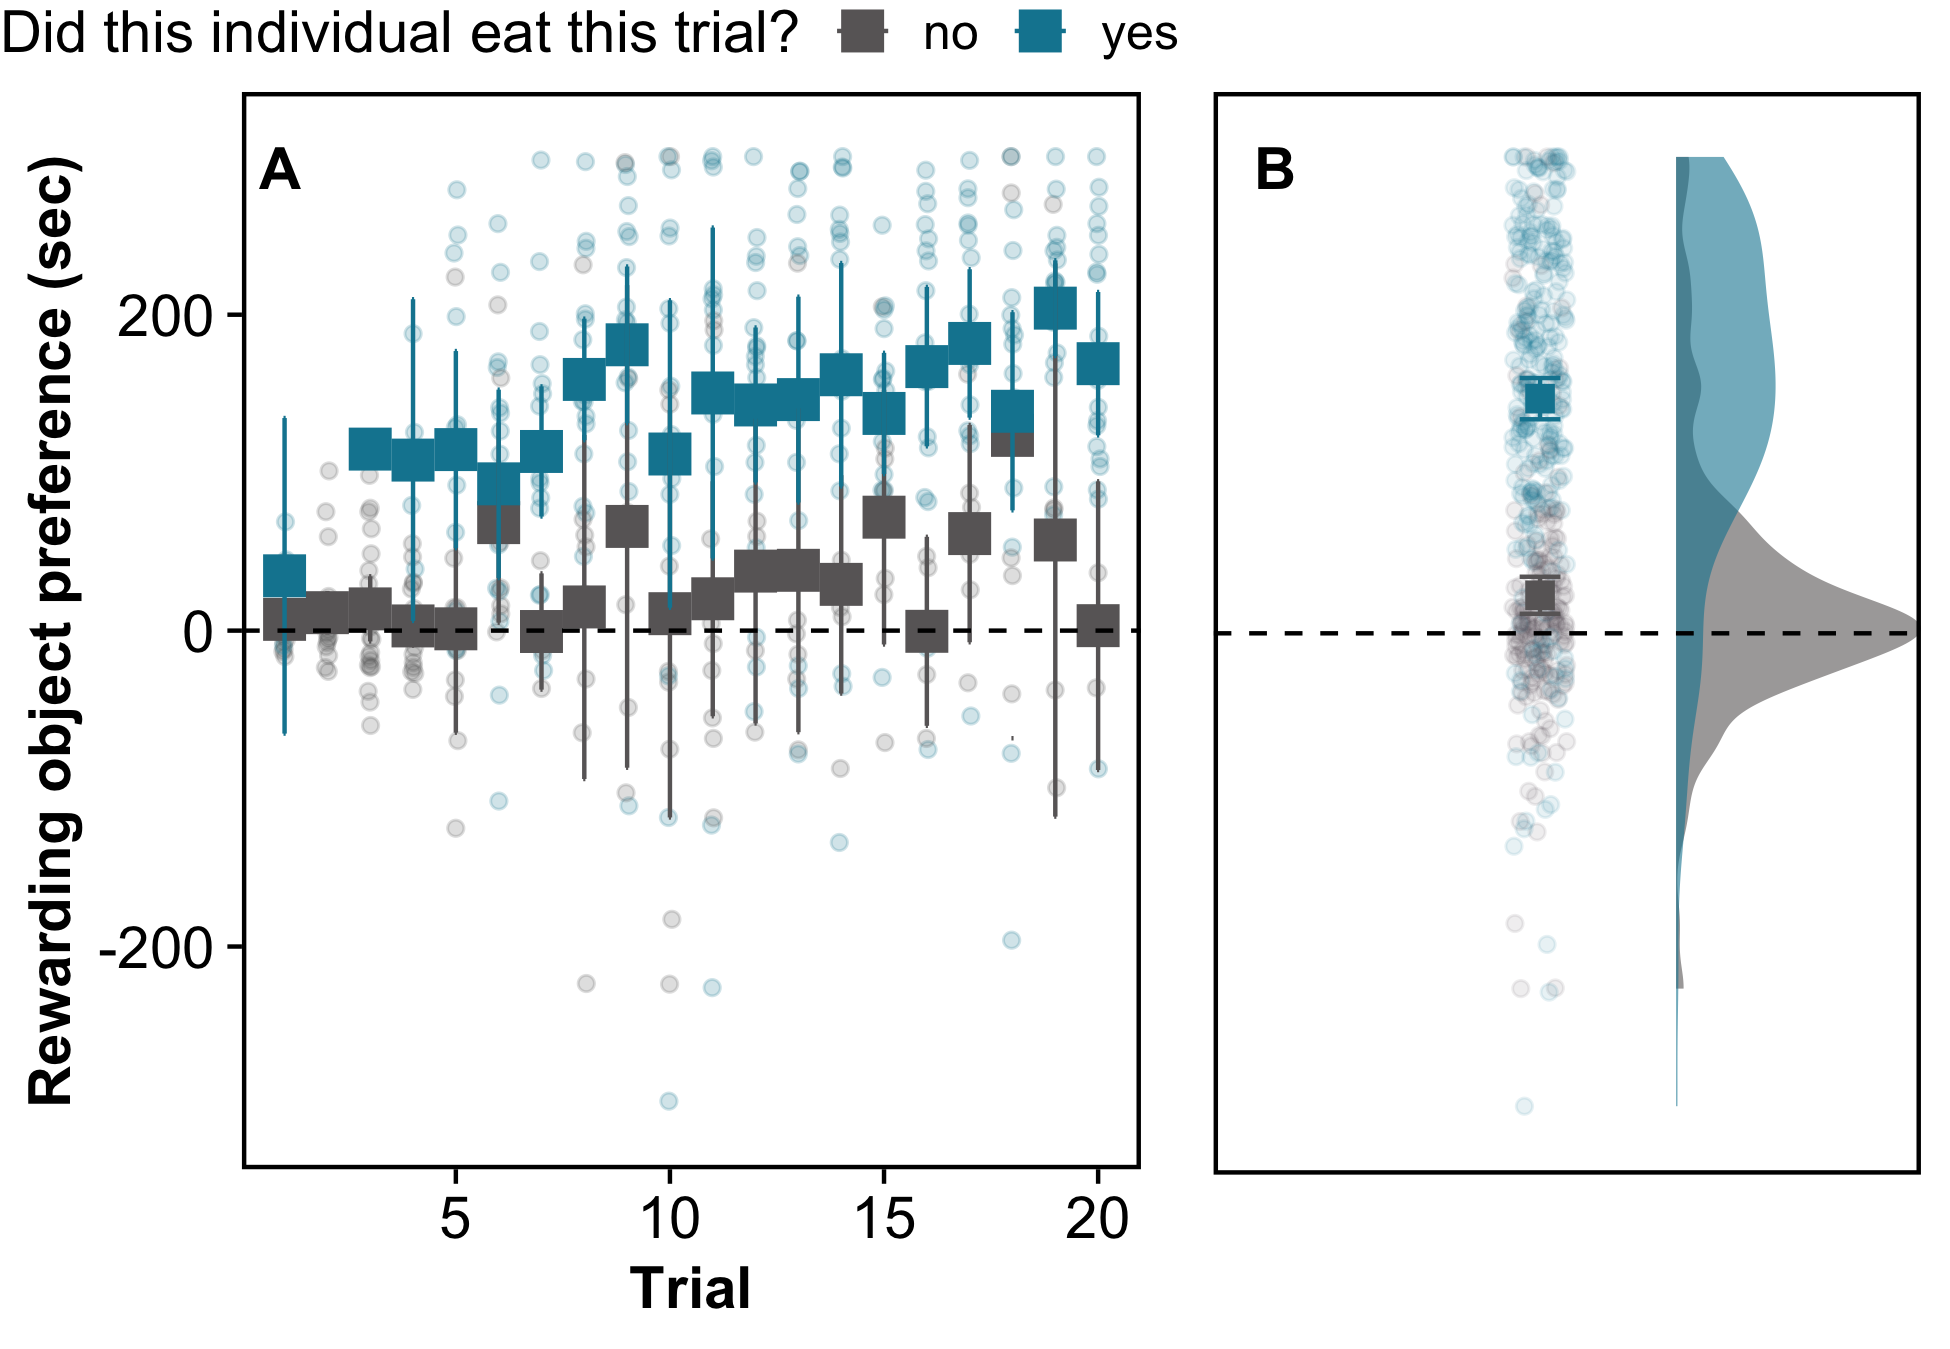 Did this individual eat this trial? no yes
A
B
Rewarding object preference (sec)
200
0
-200
5 10 15 20
Trial